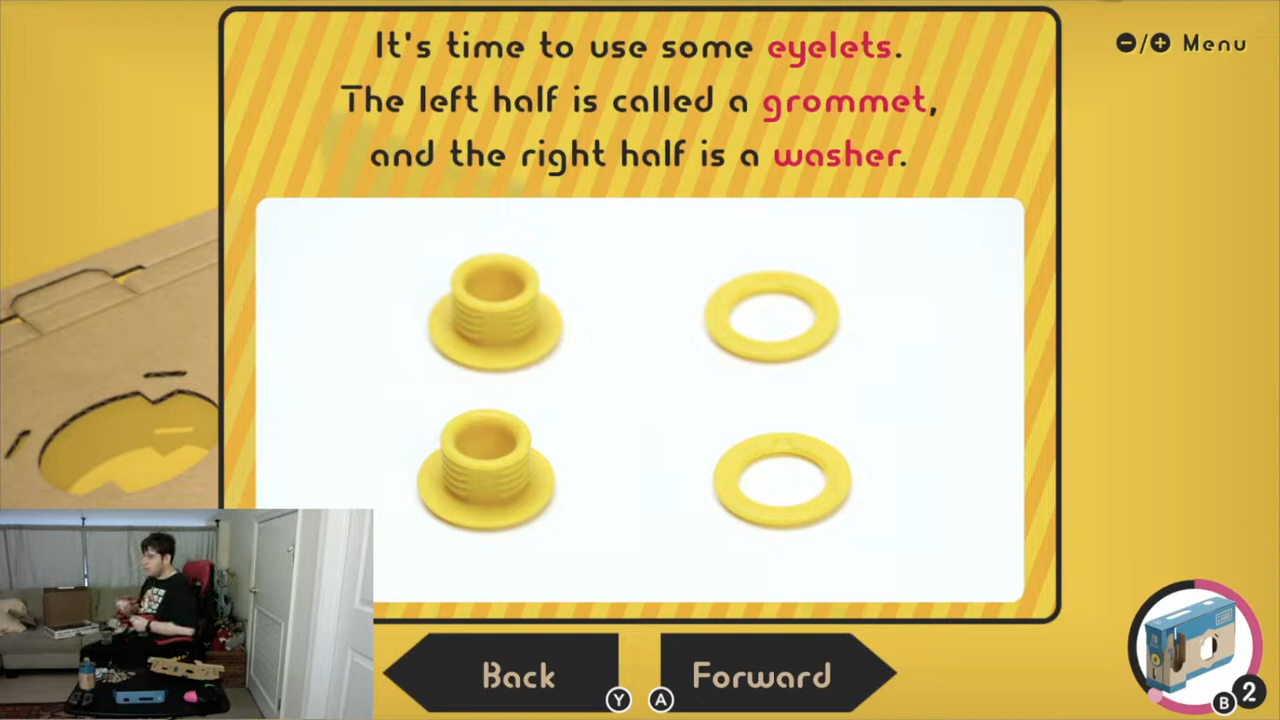 It's time to use some eyelets.
The left half is called a grommet,
and the right half is a washer.
-/+ Menu
Back
Y
A
Forward
B 2